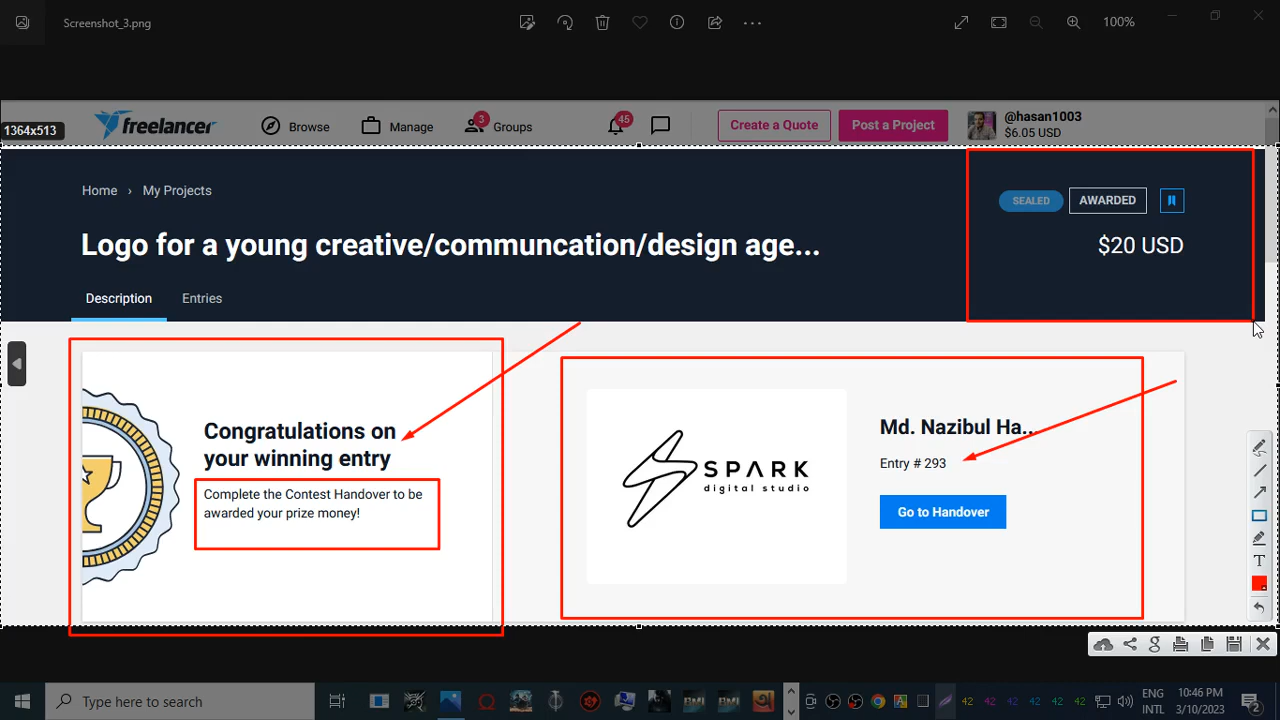 Screenshot_3.png
100%
1364x513
freelancer
Browse
Manage
3
Groups
45
Create a Quote
Post a Project
@hasan1003
$6.05 USD
Home › My Projects
SEALED
AWARDED
Logo for a young creative/communcation/design age...
$20 USD
Description
Entries
Congratulations on
your winning entry
Complete the Contest Handover to be
awarded your prize money!
SPARK
digital studio
Md. Nazibul Ha...
Entry # 293
Go to Handover
T
g
Type here to search
42
42
42
42
42
42
ENG
INTL
10:46 PM
3/10/2023
2